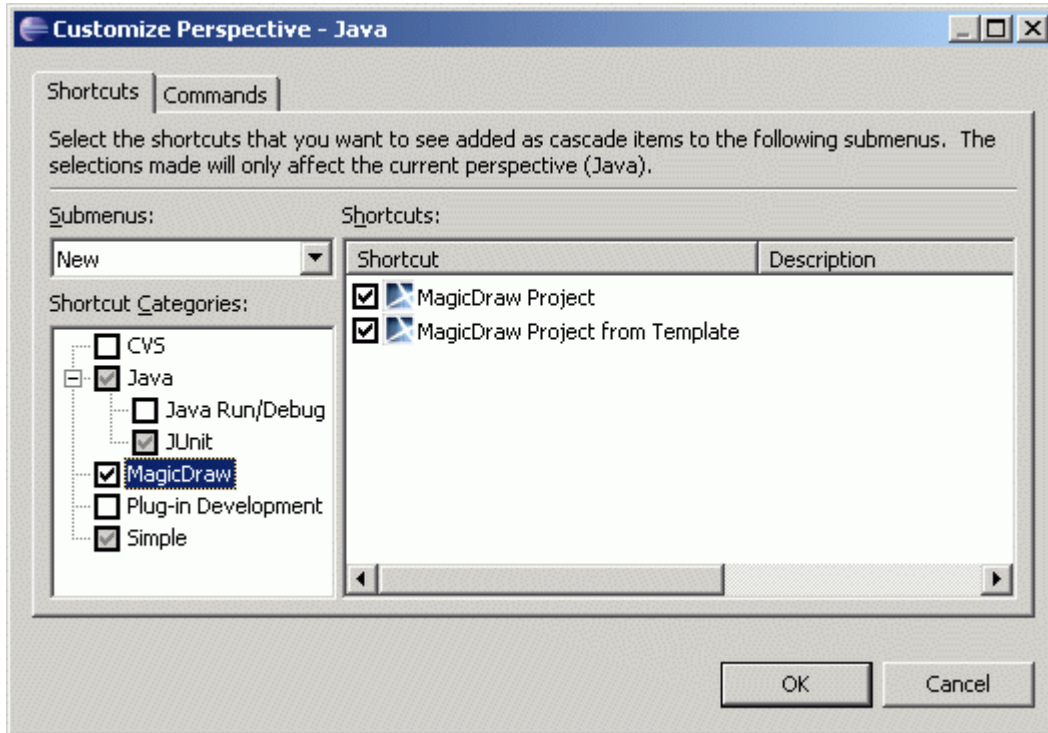 Customize Perspective - Java
Shortcuts
Commands
Select the shortcuts that you want to see added as cascade items to the following submenus. The
selections made will only affect the current perspective (Java).
Submenus:
Shortcuts:
New
Shortcut
Description
Shortcut Categories:
MagicDraw Project
MagicDraw Project from Template
CVS
Java
Java Run/Debug
JUnit
MagicDraw
Plug-in Development
Simple
OK
Cancel